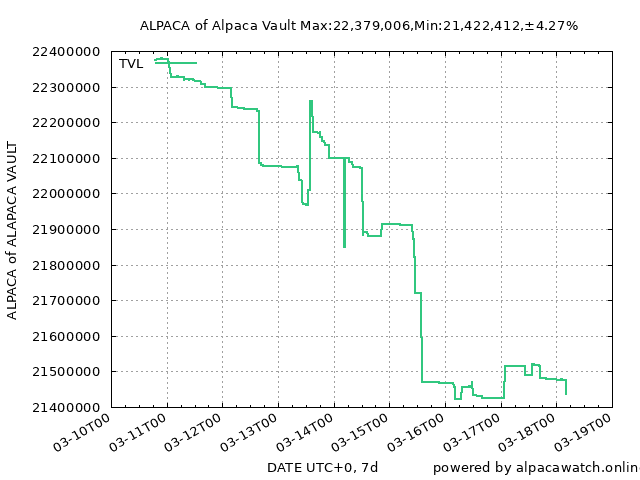 ALPACA of Alpaca Vault Max:22,379,006,Min:21,422,412,±4.27%
TVL
22400000
22300000
22200000
22100000
22000000
21900000
21800000
21700000
21600000
21500000
21400000
ALPACA of ALAPACA VAULT
03-10T00
03-11T00
03-12T00
03-13T00
03-14T00
03-15T00
03-16T00
03-17T00
03-18T00
03-19T00
DATE UTC+0, 7d
powered by alpacawatch.onlin